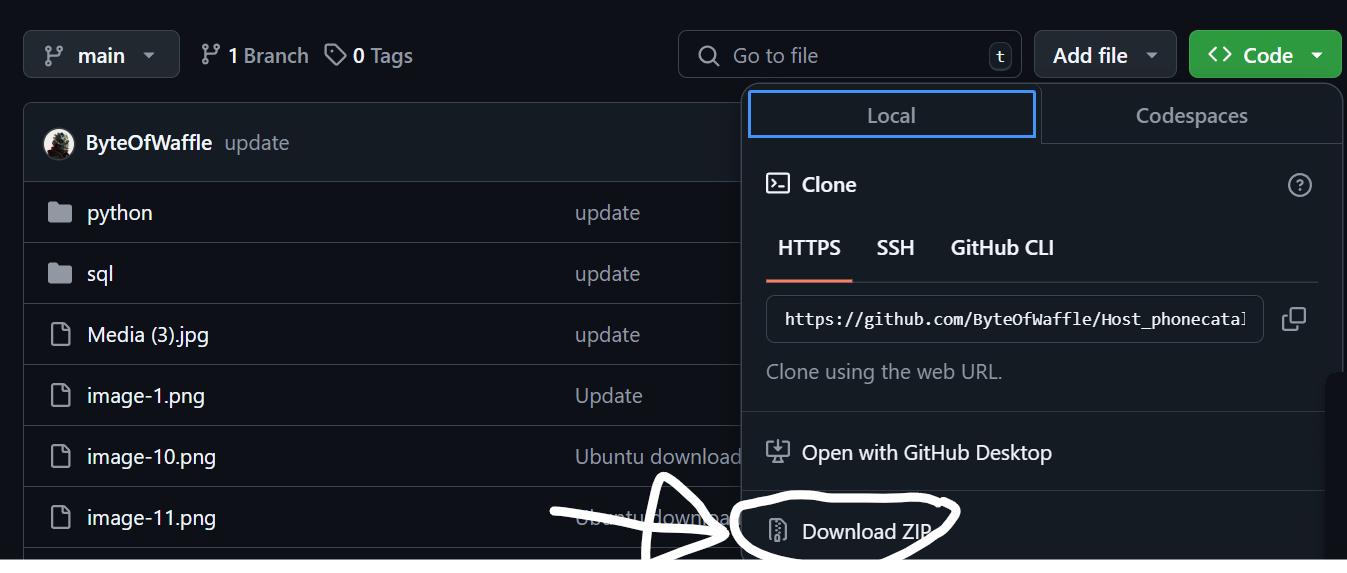 main
1 Branch
0 Tags
Go to file
t
Add file
Code
ByteOfWaffle update
Local
Codespaces
Clone
python update
HTTPS
SSH
GitHub CLI
sql update
https://github.com/ByteOfWaffle/Host_phonecatal
Media (3).jpg update
Clone using the web URL.
image-1.png Update
image-10.png Ubuntu download
Open with GitHub Desktop
image-11.png Ubuntu downloa
Download ZIP